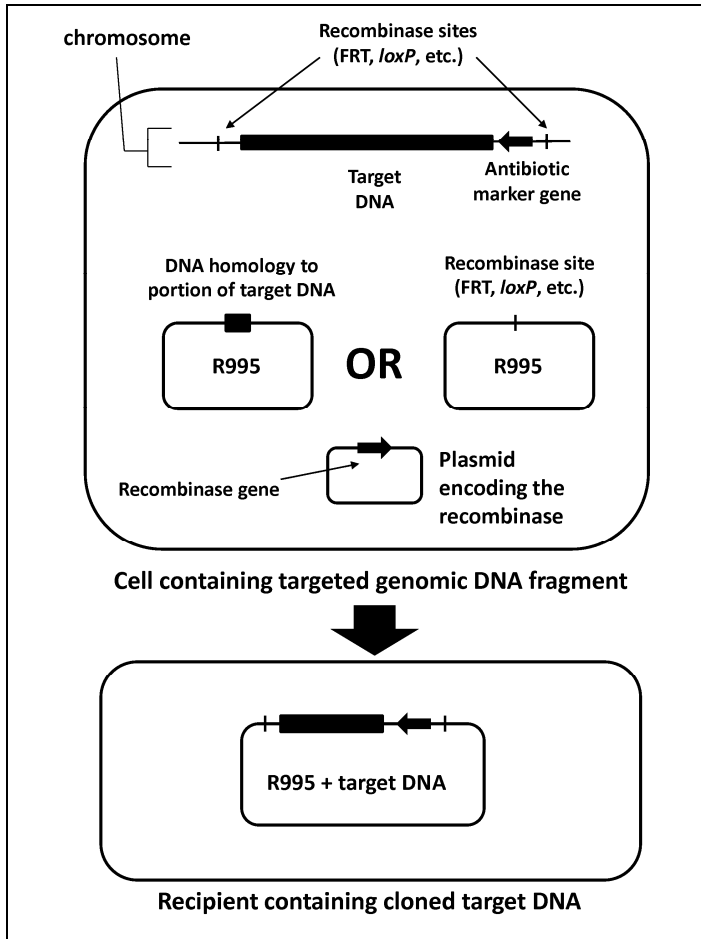 chromosome
Recombinase sites
(FRT, loxP, etc.)
Target
DNA
Antibiotic
marker gene
DNA homology to
portion of target DNA
Recombinase site
(FRT, loxP, etc.)
R995
OR
R995
Recombinase gene
Plasmid
encoding the
recombinase
Cell containing targeted genomic DNA fragment
R995 + target DNA
Recipient containing cloned target DNA